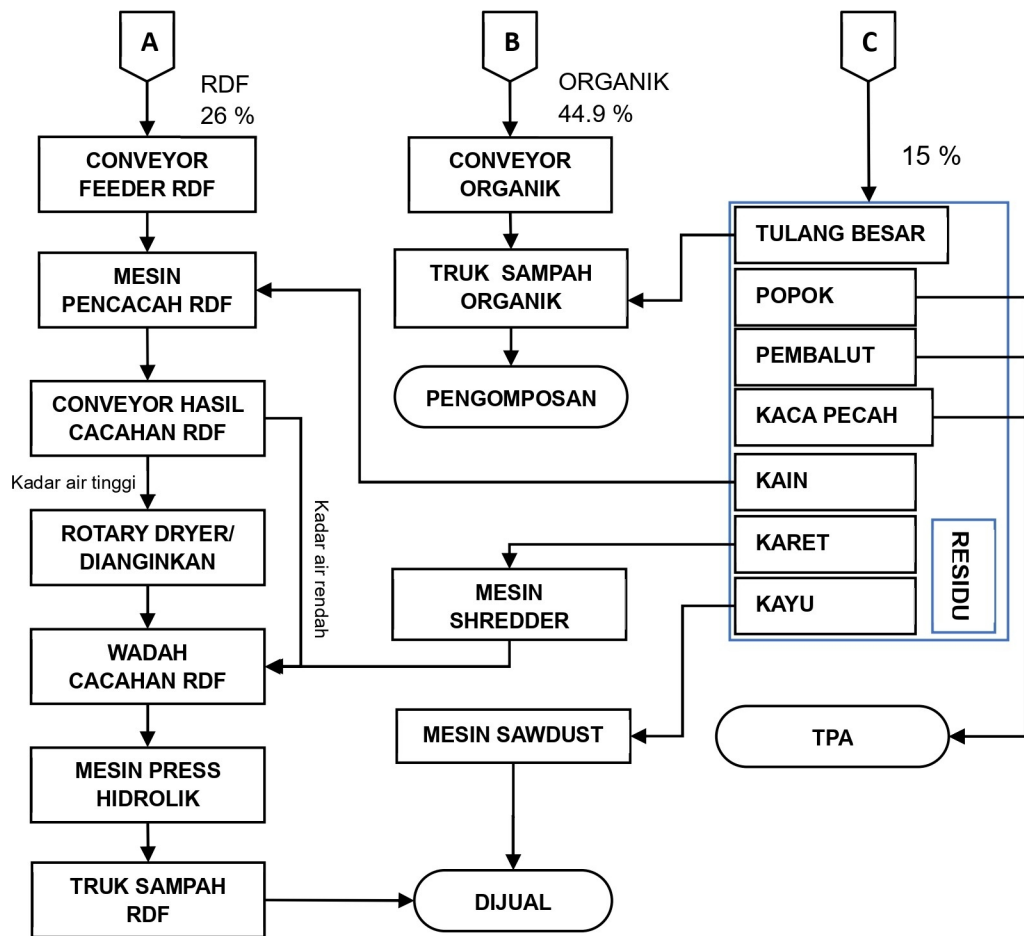 A
RDF
26 %
CONVEYOR
FEEDER RDF
MESIN
PENCACAH RDF
CONVEYOR HASIL
CACAHAN RDF
Kadar air tinggi
Kadar air rendah
ROTARY DRYER/
DIANGINKAN
WADAH
CACAHAN RDF
MESIN PRESS
HIDROLIK
TRUK SAMPAH
RDF
B
ORGANIK
44.9 %
CONVEYOR
ORGANIK
TRUK SAMPAH
ORGANIK
PENGOMPOSAN
MESIN
SHREDDER
MESIN SAWDUST
DIJUAL
C
15 %
TULANG BESAR
POPOK
PEMBALUT
KACA PECAH
KAIN
KARET
KAYU
RESIDU
TPA